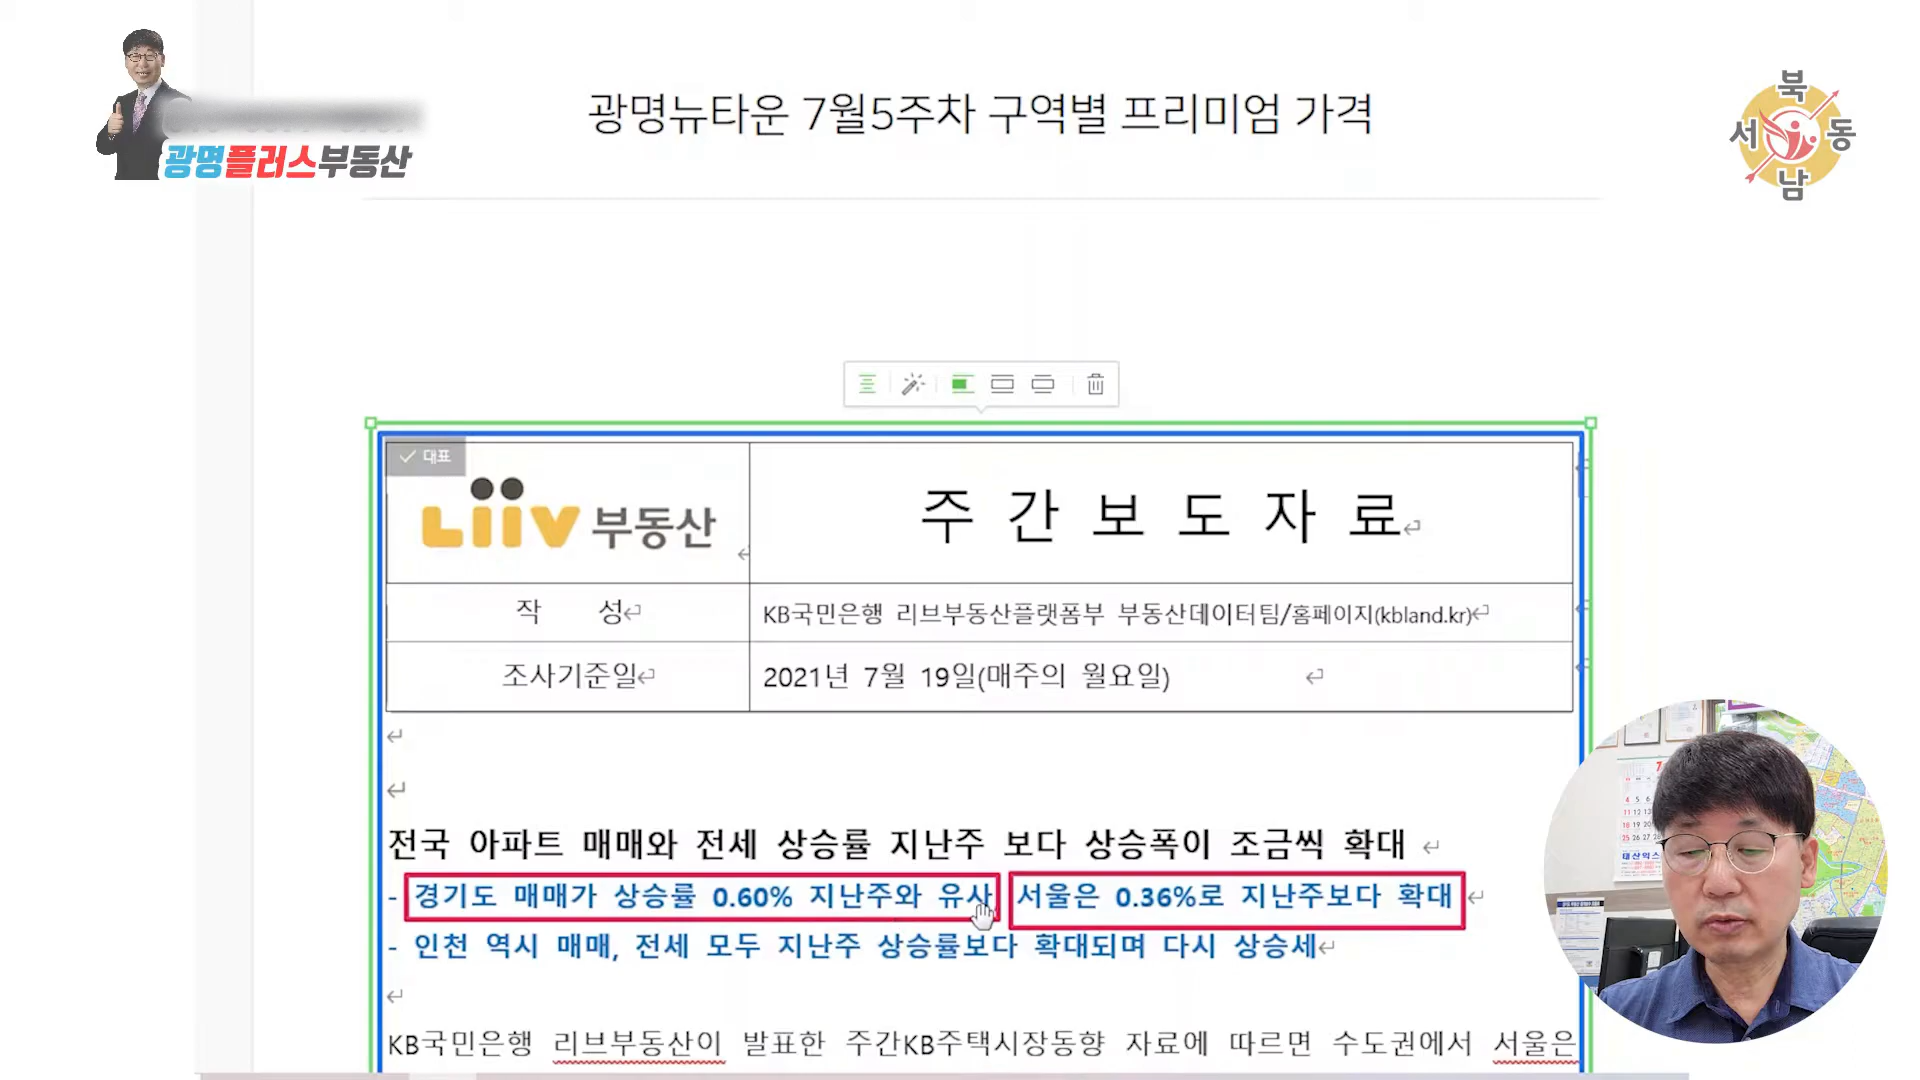 광명뉴타운 7월5주차 구역별 프리미엄 가격
광명플러스부동산
북
서 동
남
대표
Liiv 부동산
주 간 보 도 자 료
작 성
KB국민은행 리브부동산플랫폼부 부동산데이터팀/홈페이지(kbland.kr)
조사기준일
2021년 7월 19일(매주의 월요일)
전국 아파트 매매와 전세 상승률 지난주 보다 상승폭이 조금씩 확대
- 경기도 매매가 상승률 0.60% 지난주와 유사 서울은 0.36%로 지난주보다 확대
- 인천 역시 매매, 전세 모두 지난주 상승률보다 확대되며 다시 상승세
KB국민은행 리브부동산이 발표한 주간KB주택시장동향 자료에 따르면 수도권에서 서울은